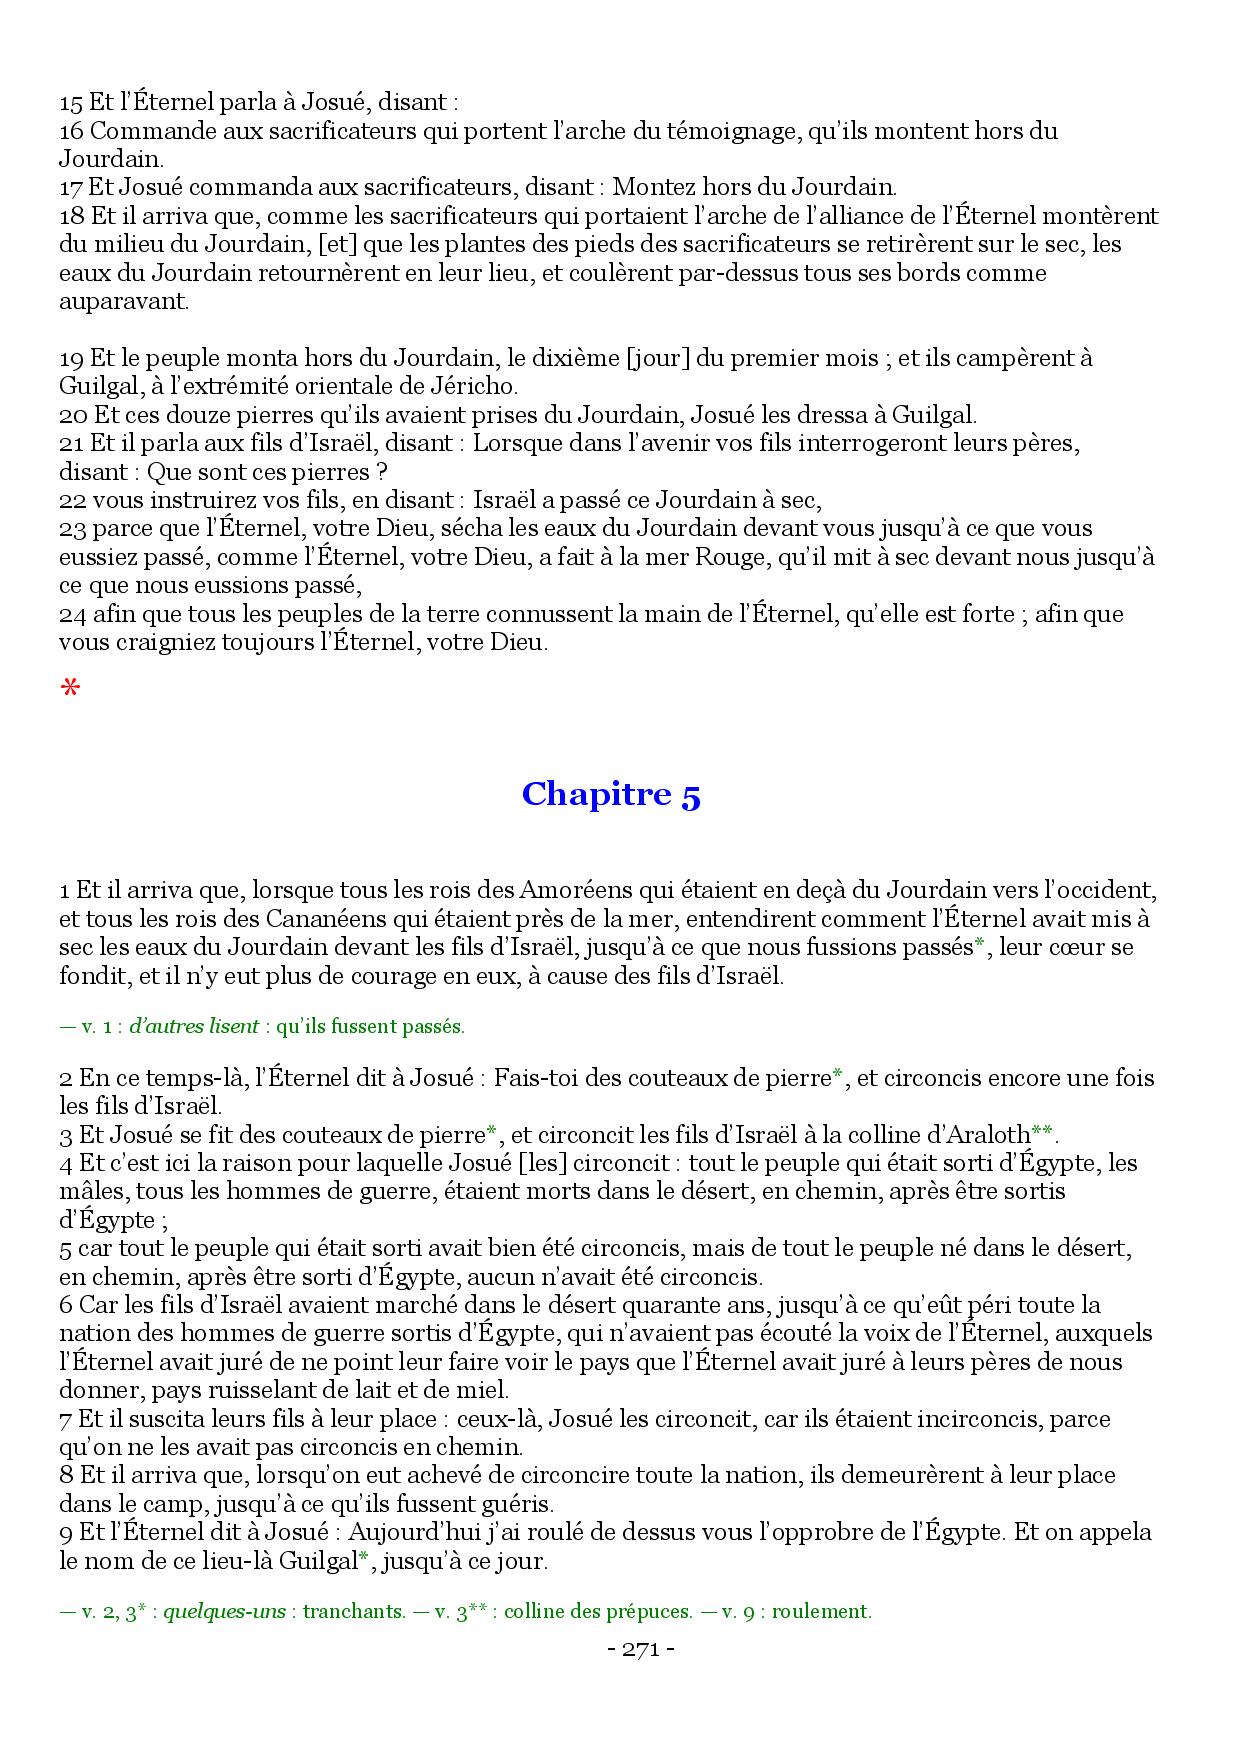 15 Et l’Éternel parla à Josué, disant :
16 Commande aux sacrificateurs qui portent l’arche du témoignage, qu’ils montent hors du
Jourdain.
17 Et Josué commanda aux sacrificateurs, disant : Montez hors du Jourdain.
18 Et il arriva que, comme les sacrificateurs qui portaient l’arche de l’alliance de l’Éternel montèrent
du milieu du Jourdain, [et] que les plantes des pieds des sacrificateurs se retirèrent sur le sec, les
eaux du Jourdain retournèrent en leur lieu, et coulèrent par-dessus tous ses bords comme
auparavant.
19 Et le peuple monta hors du Jourdain, le dixième [jour] du premier mois ; et ils campèrent à
Guilgal, à l’extrémité orientale de Jéricho.
20 Et ces douze pierres qu’ils avaient prises du Jourdain, Josué les dressa à Guilgal.
21 Et il parla aux fils d’Israël, disant : Lorsque dans l’avenir vos fils interrogeront leurs pères,
disant : Que sont ces pierres ?
22 vous instruirez vos fils, en disant : Israël a passé ce Jourdain à sec,
23 parce que l’Éternel, votre Dieu, sécha les eaux du Jourdain devant vous jusqu’à ce que vous
eussiez passé, comme l’Éternel, votre Dieu, a fait à la mer Rouge, qu’il mit à sec devant nous jusqu’à
ce que nous eussions passé,
24 afin que tous les peuples de la terre connussent la main de l’Éternel, qu’elle est forte ; afin que
vous craigniez toujours l’Éternel, votre Dieu.
*
Chapitre 5
1 Et il arriva que, lorsque tous les rois des Amoréens qui étaient en deçà du Jourdain vers l’occident,
et tous les rois des Cananéens qui étaient près de la mer, entendirent comment l’Éternel avait mis à
sec les eaux du Jourdain devant les fils d’Israël, jusqu’à ce que nous fussions passés*, leur cœur se
fondit, et il n’y eut plus de courage en eux, à cause des fils d’Israël.
— v. 1 : d’autres lisent : qu’ils fussent passés.
2 En ce temps-là, l’Éternel dit à Josué : Fais-toi des couteaux de pierre*, et circoncis encore une fois
les fils d’Israël.
3 Et Josué se fit des couteaux de pierre*, et circoncit les fils d’Israël à la colline d’Araloth**.
4 Et c’est ici la raison pour laquelle Josué [les] circoncit : tout le peuple qui était sorti d’Égypte, les
mâles, tous les hommes de guerre, étaient morts dans le désert, en chemin, après être sortis
d’Égypte ;
5 car tout le peuple qui était sorti avait bien été circoncis, mais de tout le peuple né dans le désert,
en chemin, après être sorti d’Égypte, aucun n’avait été circoncis.
6 Car les fils d’Israël avaient marché dans le désert quarante ans, jusqu’à ce qu’eût péri toute la
nation des hommes de guerre sortis d’Égypte, qui n’avaient pas écouté la voix de l’Éternel, auxquels
l’Éternel avait juré de ne point leur faire voir le pays que l’Éternel avait juré à leurs pères de nous
donner, pays ruisselant de lait et de miel.
7 Et il suscita leurs fils à leur place : ceux-là, Josué les circoncit, car ils étaient incirconcis, parce
qu’on ne les avait pas circoncis en chemin.
8 Et il arriva que, lorsqu’on eut achevé de circoncire toute la nation, ils demeurèrent à leur place
dans le camp, jusqu’à ce qu’ils fussent guéris.
9 Et l’Éternel dit à Josué : Aujourd’hui j’ai roulé de dessus vous l’opprobre de l’Égypte. Et on appela
le nom de ce lieu-là Guilgal*, jusqu’à ce jour.
— v. 2, 3* : quelques-uns : tranchants. — v. 3** : colline des prépuces. — v. 9 : roulement.
- 271 -